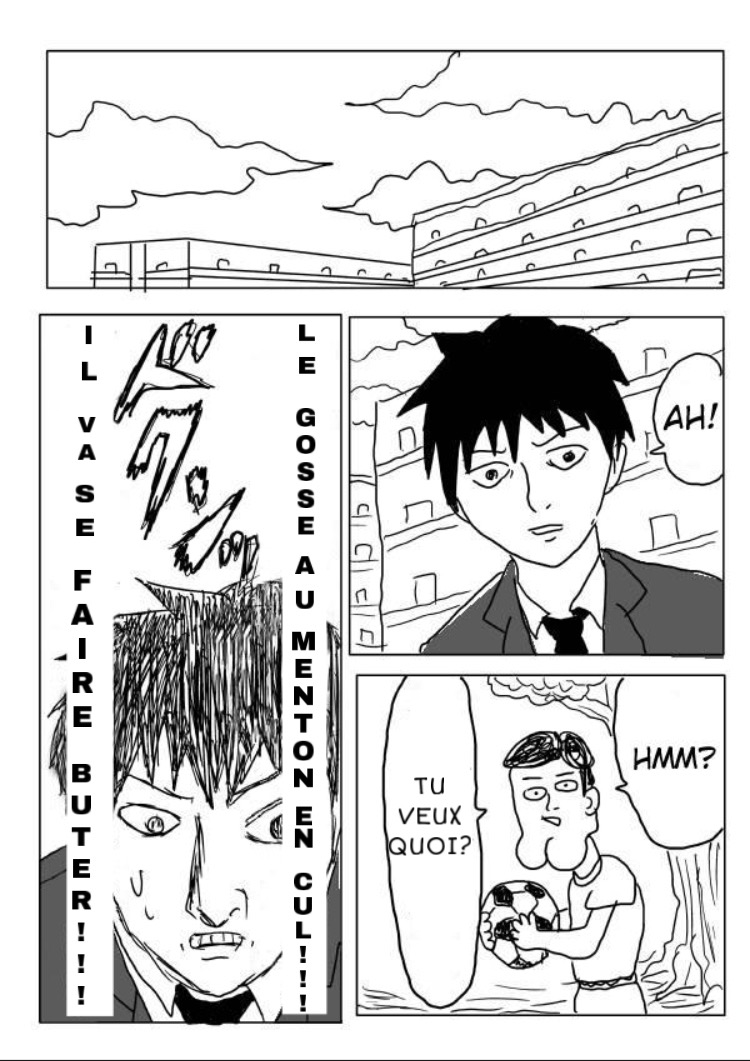 AH!
HMM?
TU
VEUX
QUOI?
LE GOSSE AU MENTON EN CUL!!!
IL VA SE FAIRE BUTER!!!